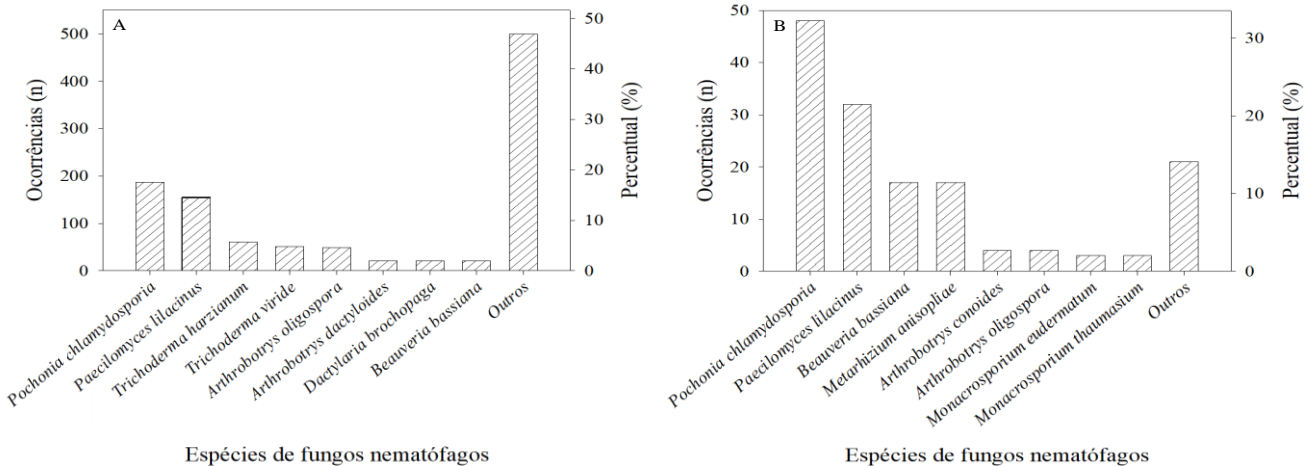 A
Ocorrências (n)
500
400
300
200
100
0
Percentual (%)
50
40
30
20
10
0
Pochonia chlamydosporia
Paecilomyces lilacinus
Trichoderma harzianum
Trichoderma viride
Arthrobotrys oligospora
Arthrobotrys dactyloides
Dactylaria brochopaga
Beauveria bassiana
Outros
Espécies de fungos nematófagos
B
Ocorrências (n)
50
40
30
20
10
0
Percentual (%)
30
20
10
0
Pochonia chlamydosporia
Paecilomyces lilacinus
Beauveria bassiana
Metarhizium anisopliae
Arthrobotrys conoides
Arthrobotrys oligospora
Monacrosporium eudermatum
Monacrosporium thaumasium
Outros
Espécies de fungos nematófagos